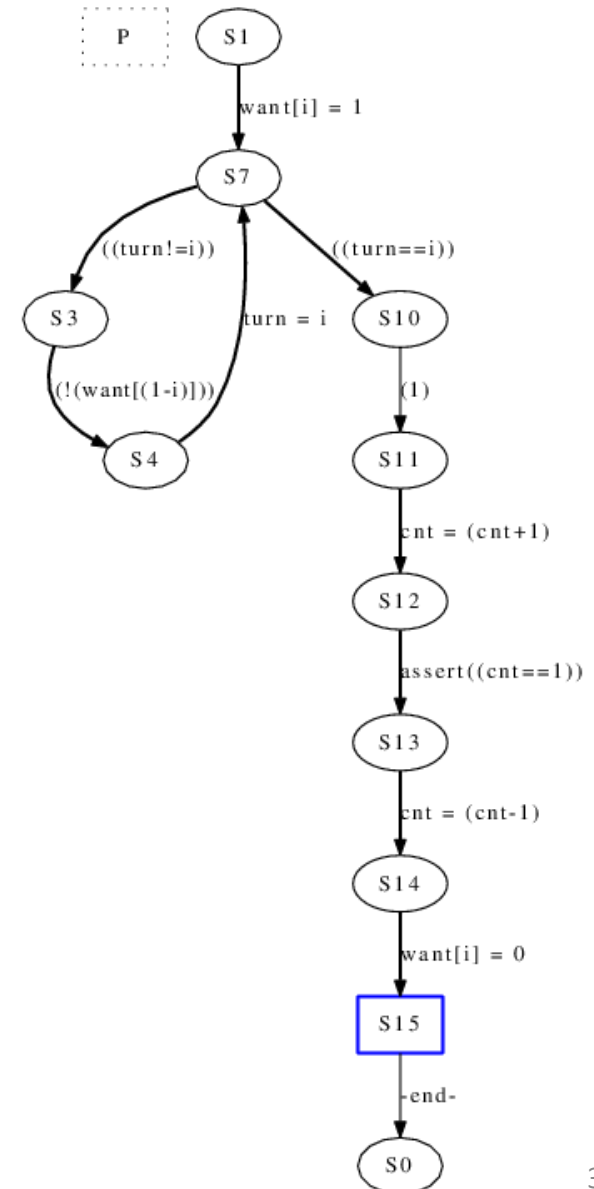 P
S1
want[i] = 1
S7
((turn!=i))
((turn==i))
S3
turn = i
S10
(!(want[(1-i)]))
(1)
S4
S11
cnt = (cnt+1)
S12
assert((cnt==1))
S13
cnt = (cnt-1)
S14
want[i] = 0
S15
-end-
S0